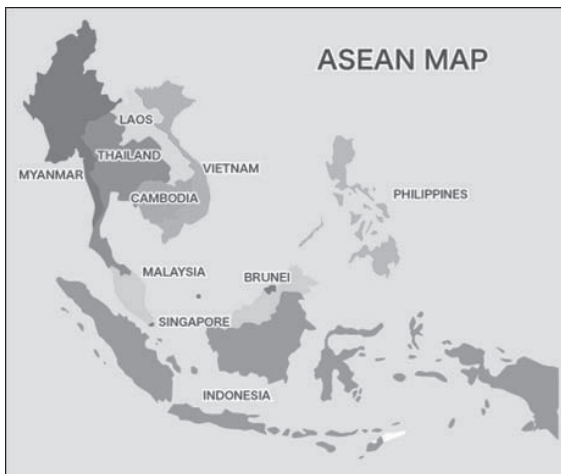 ASEAN MAP
LAOS
THAILAND
MYANMAR
VIETNAM
CAMBODIA
PHILIPPINES
MALAYSIA
BRUNEI
SINGAPORE
INDONESIA